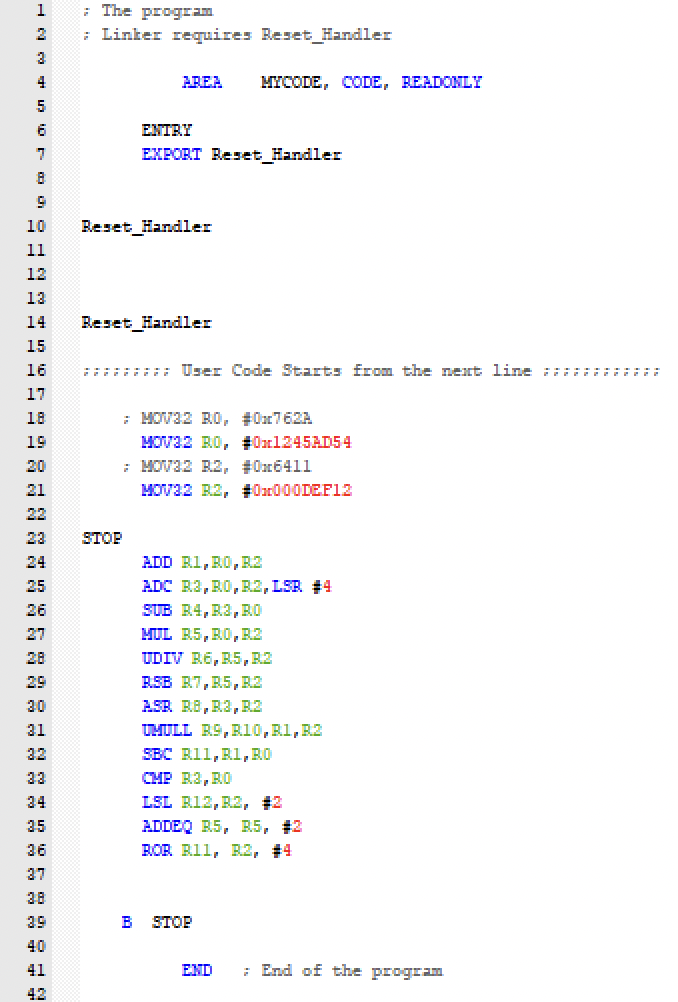 1 ; The program
2 ; Linker requires Reset_Handler
3
4 AREA MYCODE, CODE, READONLY
5
6 ENTRY
7 EXPORT Reset_Handler
8
9
10 Reset_Handler
11
12
13
14 Reset_Handler
15
16 ;;;;;;;;; User Code Starts from the next line ;;;;;;;;;;;;
17
18 ; MOV32 R0, #0x762A
19 MOV32 R0, #0x1245AD54
20 ; MOV32 R2, #0x6411
21 MOV32 R2, #0x000DEF12
22
23 STOP
24 ADD R1,R0,R2
25 ADC R3,R0,R2,LSR #4
26 SUB R4,R3,R0
27 MUL R5,R0,R2
28 UDIV R6,R5,R2
29 RSB R7,R5,R2
30 ASR R8,R3,R2
31 UMULL R9,R10,R1,R2
32 SBC R11,R1,R0
33 CMP R3,R0
34 LSL R12,R2, #2
35 ADDEQ R5, R5, #2
36 ROR R11, R2, #4
37
38
39 B STOP
40
41 END ; End of the program
42